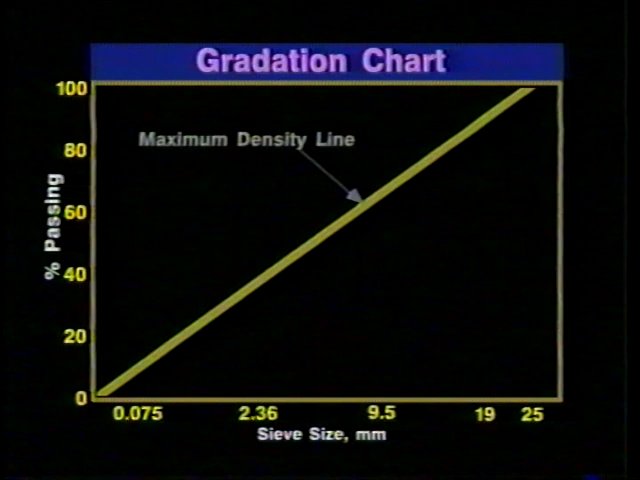 Gradation Chart
100
Maximum Density Line
80
60
% Passing
40
20
0
0.075 2.36 9.5 19 25
Sieve Size, mm